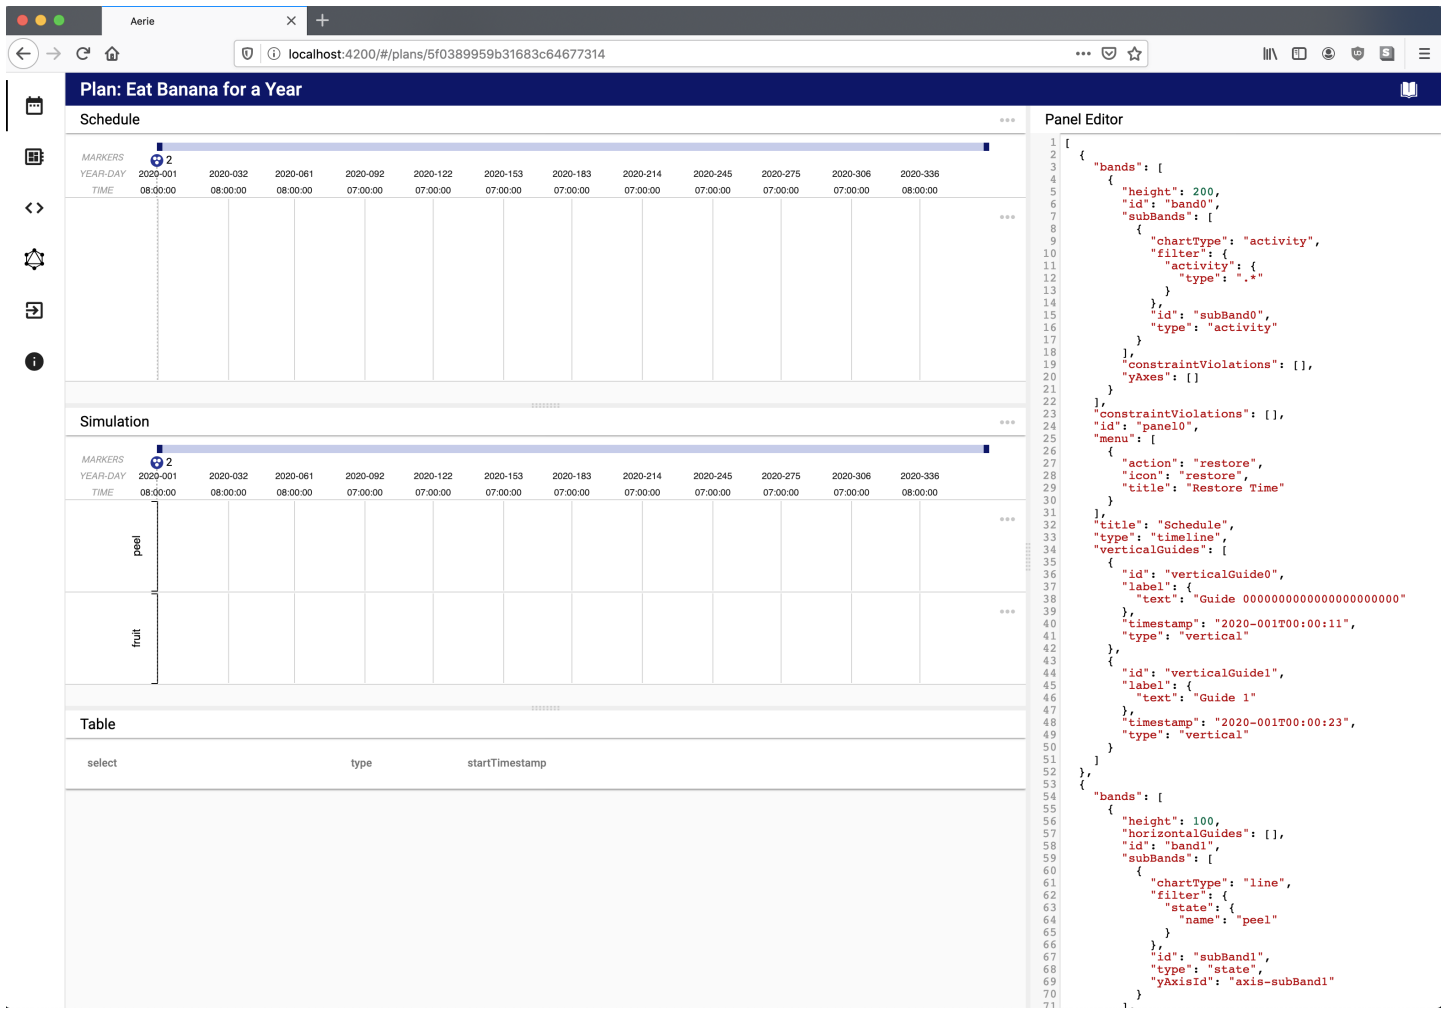 Aerie
localhost:4200/#/plans/5f0389959b31683c64677314
Plan: Eat Banana for a Year
Schedule
MARKERS
2
YEAR-DAY 2020-001 2020-032 2020-061 2020-092 2020-122 2020-153 2020-183 2020-214 2020-245 2020-275 2020-306 2020-336
TIME 08:00:00 08:00:00 08:00:00 07:00:00 07:00:00 07:00:00 07:00:00 07:00:00 07:00:00 07:00:00 07:00:00 08:00:00
Simulation
MARKERS
2
YEAR-DAY 2020-001 2020-032 2020-061 2020-092 2020-122 2020-153 2020-183 2020-214 2020-245 2020-275 2020-306 2020-336
TIME 08:00:00 08:00:00 08:00:00 07:00:00 07:00:00 07:00:00 07:00:00 07:00:00 07:00:00 07:00:00 07:00:00 08:00:00
peel
fruit
Table
select type startTimestamp
Panel Editor
1 [
2 {
3 "bands": [
4 {
5 "height": 200,
6 "id": "band0",
7 "subBands": [
8 {
9 "chartType": "activity",
10 "filter": {
11 "activity": {
12 "type": ".*"
13 }
14 },
15 "id": "subBand0",
16 "type": "activity"
17 }
18 ],
19 "constraintViolations": [],
20 "yAxes": []
21 }
22 ],
23 "constraintViolations": [],
24 "id": "panel0",
25 "menu": [
26 {
27 "action": "restore",
28 "icon": "restore",
29 "title": "Restore Time"
30 }
31 ],
32 "title": "Schedule",
33 "type": "timeline",
34 "verticalGuides": [
35 {
36 "id": "verticalGuide0",
37 "label": {
38 "text": "Guide 0000000000000000000000"
39 },
40 "timestamp": "2020-001T00:00:11",
41 "type": "vertical"
42 },
43 {
44 "id": "verticalGuide1",
45 "label": {
46 "text": "Guide 1"
47 },
48 "timestamp": "2020-001T00:00:23",
49 "type": "vertical"
50 }
51 ]
52 },
53 {
54 "bands": [
55 {
56 "height": 100,
57 "horizontalGuides": [],
58 "id": "band1",
59 "subBands": [
60 {
61 "chartType": "line",
62 "filter": {
63 "state": {
64 "name": "peel"
65 }
66 },
67 "id": "subBand1",
68 "type": "state",
69 "yAxisId": "axis-subBand1"
70 }
71 ],